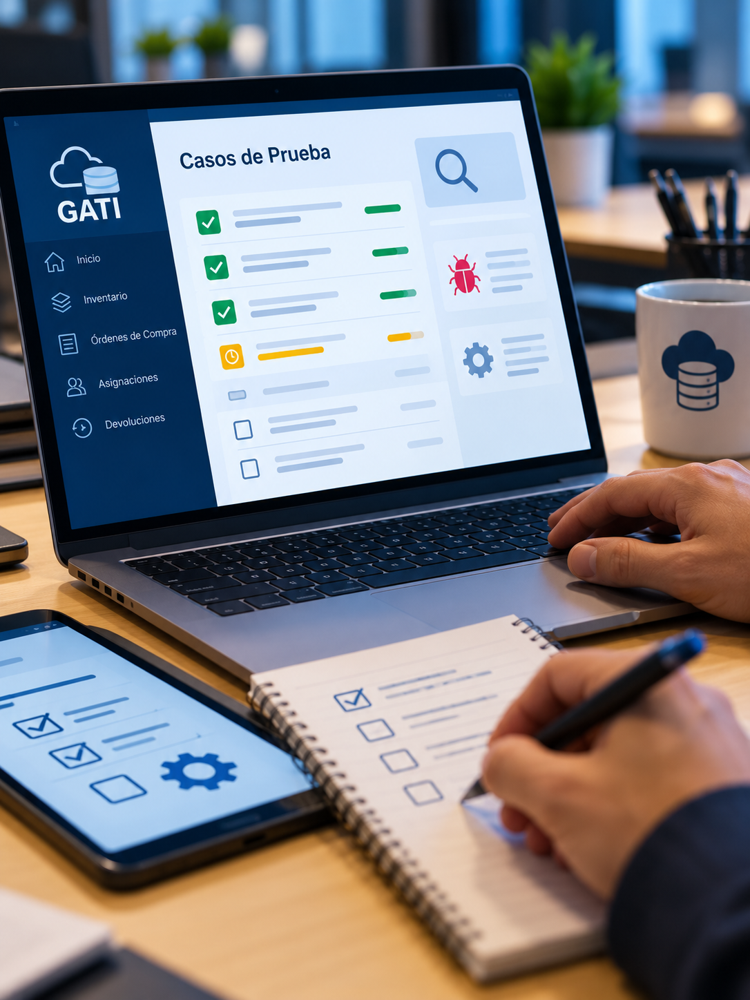 GATI
Inicio
Inventario
Órdenes de Compra
Asignaciones
Devoluciones
Casos de Prueba